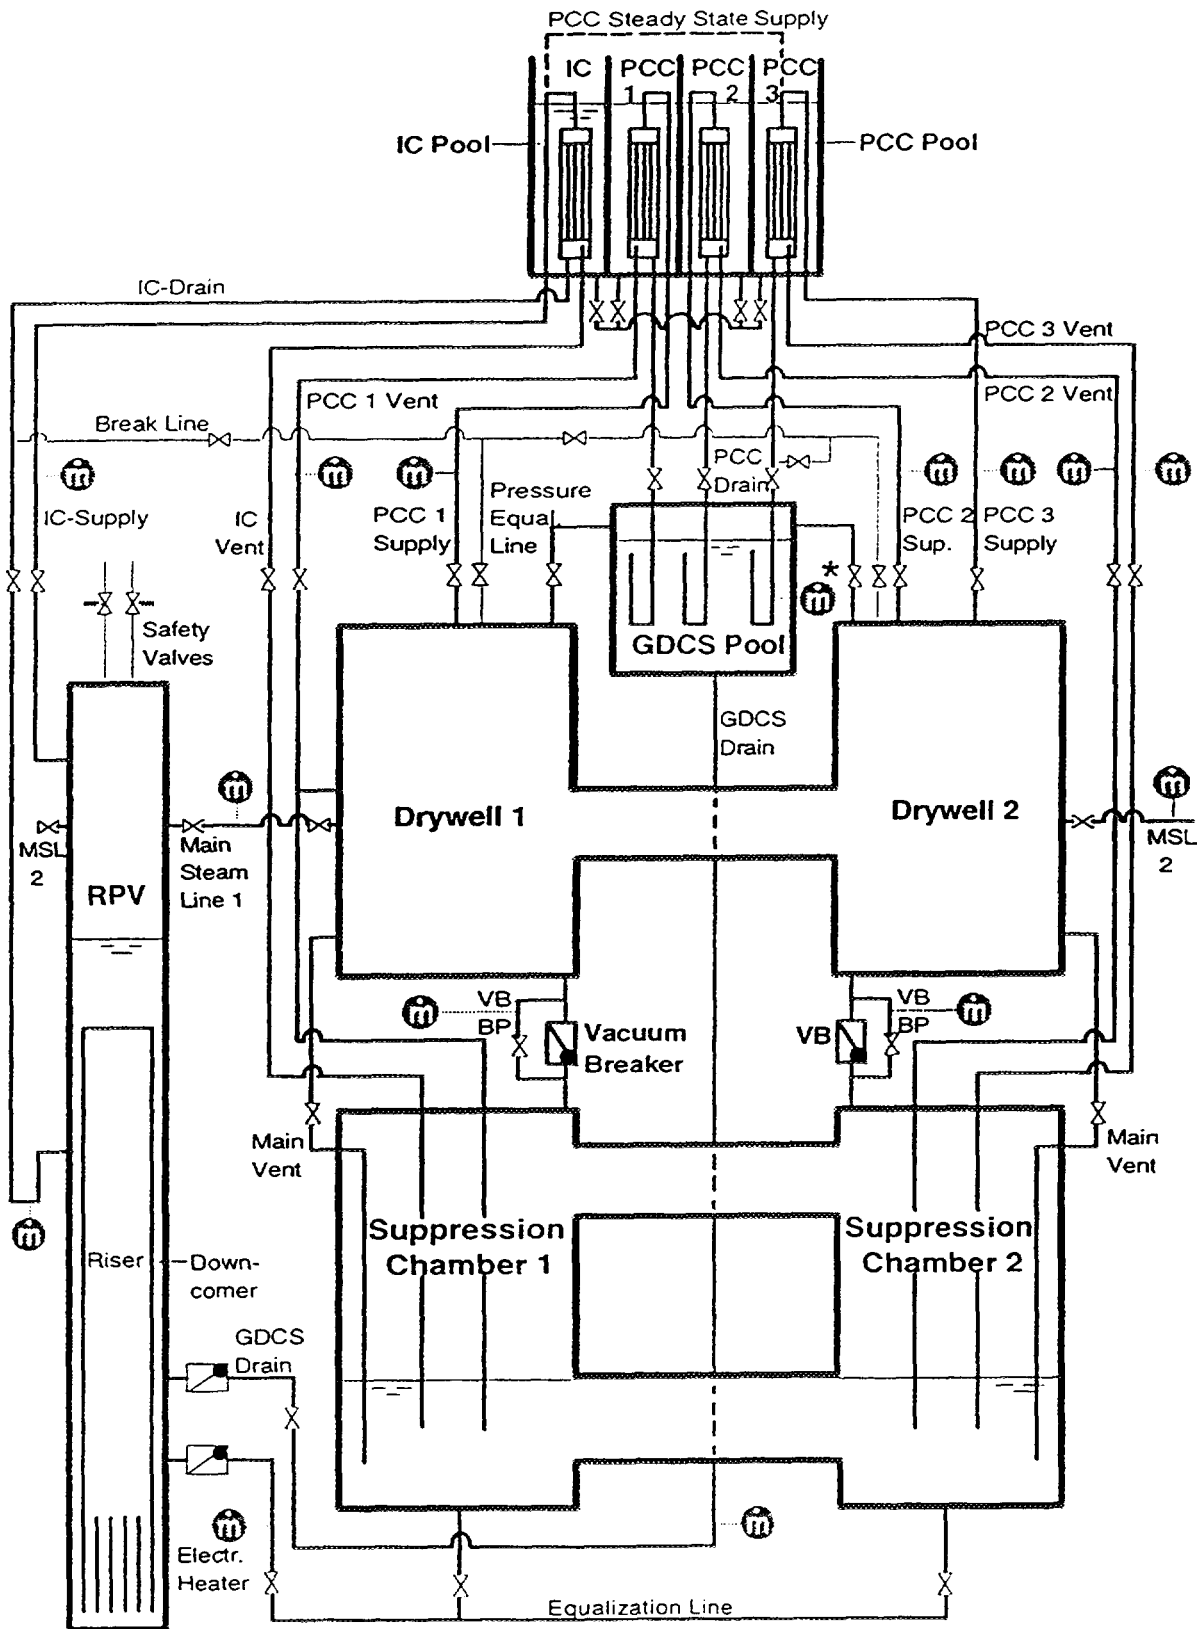 PCC Steady State Supply
IC
PCC
1
PCC
2
PCC
3
IC Pool
PCC Pool
IC-Drain
PCC 3 Vent
PCC 1 Vent
PCC 2 Vent
Break Line
m
m
m
m
m
m
m
PCC
Drain
IC-Supply
IC
Vent
PCC 1
Supply
Pressure
Equal
Line
PCC 2
Sup.
PCC 3
Supply
*
m
Safety
Valves
GDCS Pool
GDCS
Drain
m
m
Drywell 1
Drywell 2
MSL
2
Main
Steam
Line 1
MSL
2
RPV
VB
BP
m
Vacuum
Breaker
VB
VB
BP
m
Main
Vent
Main
Vent
Suppression
Chamber 1
Suppression
Chamber 2
m
Riser
Down-
comer
GDCS
Drain
m
m
Electr.
Heater
Equalization Line